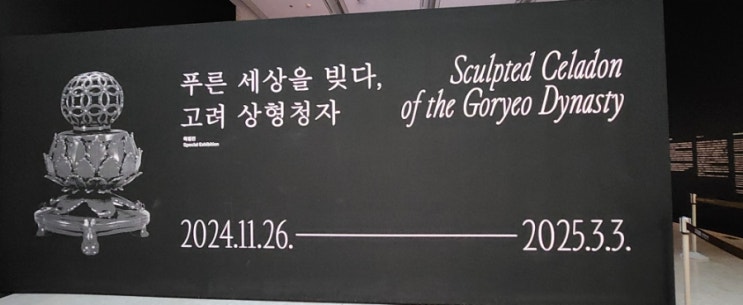 푸른 세상을 빚다,
고려 상형청자
특별전
Special Exhibition
Sculpted Celadon
of the Goryeo Dynasty
2024.11.26.
2025.3.3.